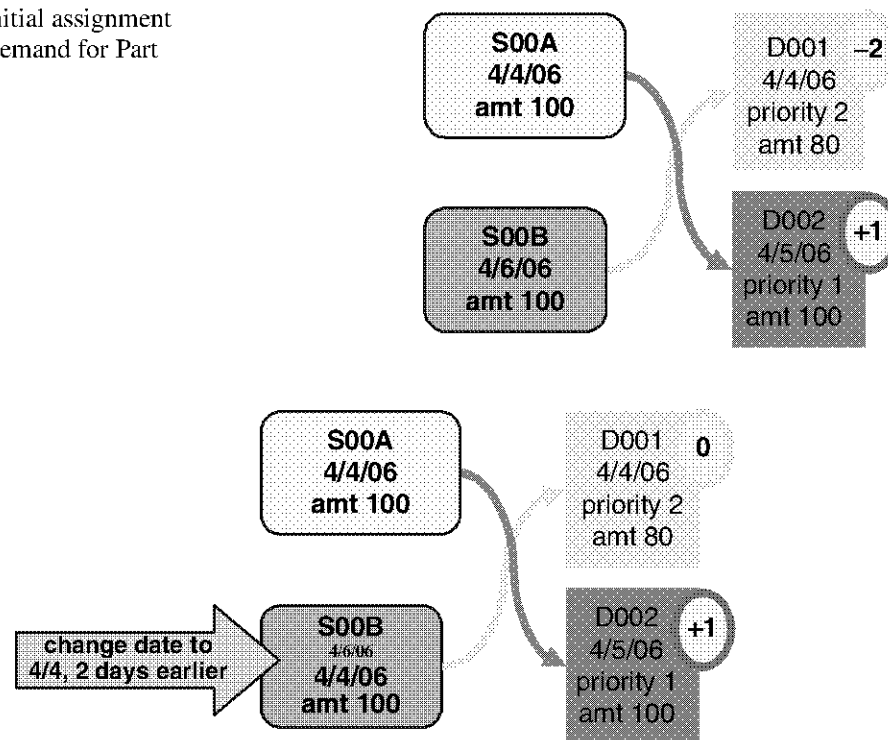 nitial assignment
emand for Part
S00A
4/4/06
amt 100
D001 –2
4/4/06
priority 2
amt 80
S00B
4/6/06
amt 100
D002
+1
4/5/06
priority 1
amt 100
S00A
4/4/06
amt 100
D001 0
4/4/06
priority 2
amt 80
change date to
4/4, 2 days earlier
S00B
4/6/06
4/4/06
amt 100
D002
+1
4/5/06
priority 1
amt 100